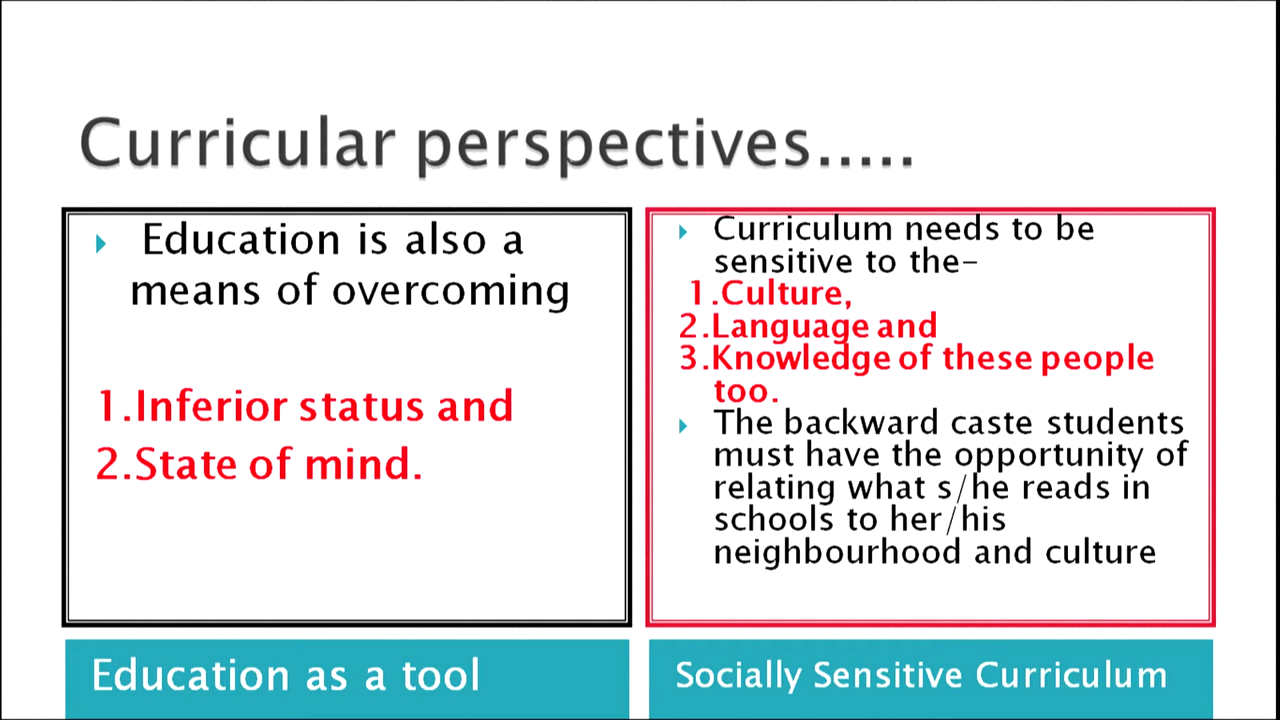 Curricular perspectives.....
Education is also a
means of overcoming
1.Inferior status and
2.State of mind.
Education as a tool
Curriculum needs to be
sensitive to the-
1.Culture,
2.Language and
3.Knowledge of these people
too.
The backward caste students
must have the opportunity of
relating what s/he reads in
schools to her/his
neighbourhood and culture
Socially Sensitive Curriculum